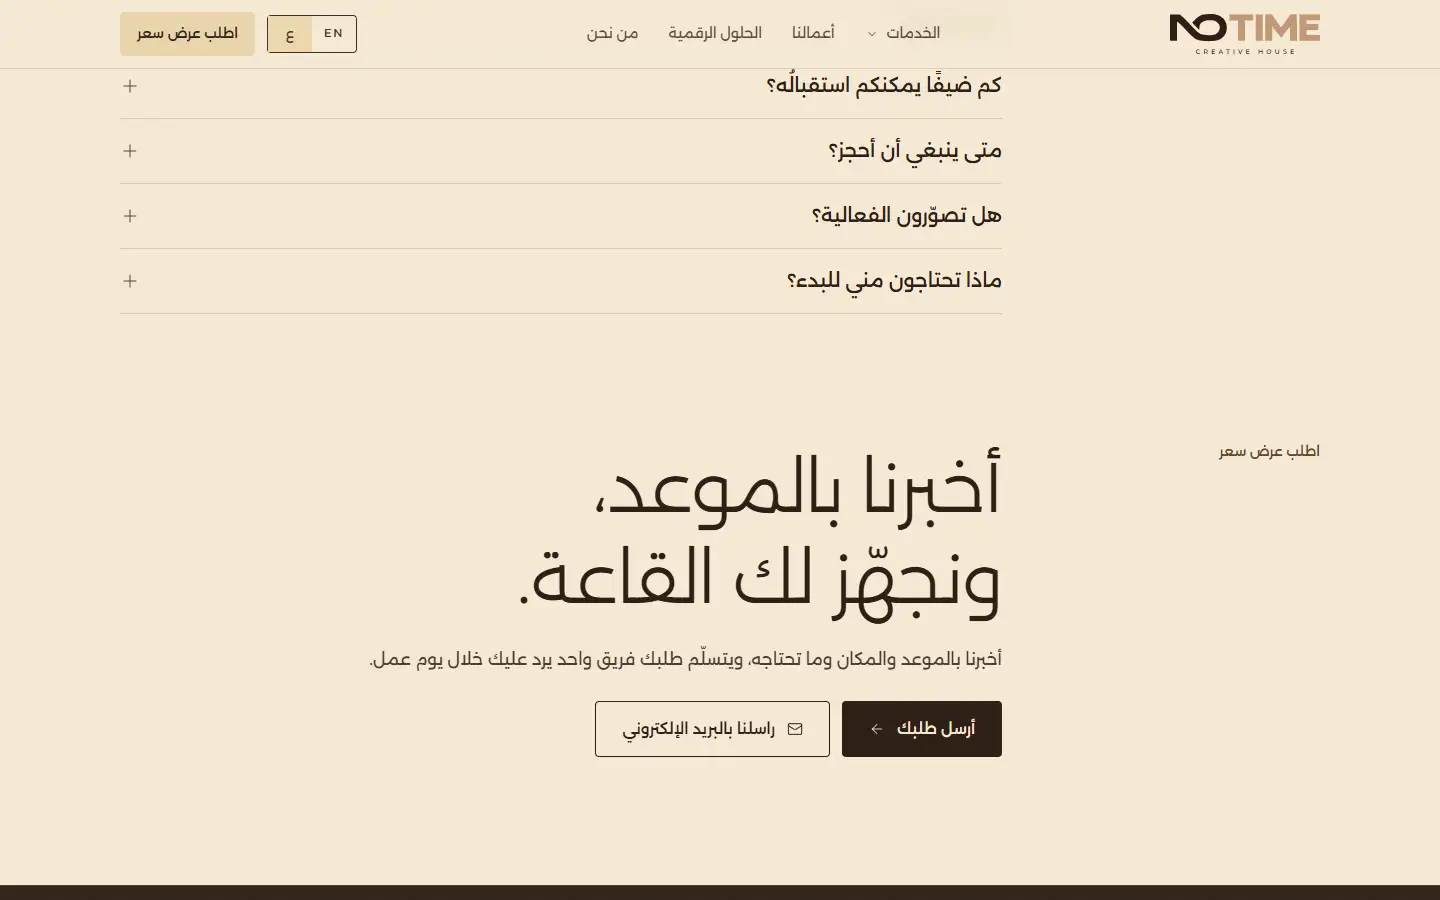 NOTIME
CREATIVE HOUSE
الخدمات
أعمالنا
الحلول الرقمية
من نحن
EN
ع
اطلب عرض سعر
كم ضيفًا يمكنكم استقبالُه؟
متى ينبغي أن أحجز؟
هل تصوّرون الفعالية؟
ماذا تحتاجون مني للبدء؟
اطلب عرض سعر
أخبرنا بالموعد،
ونجهّز لك القاعة.
أخبرنا بالموعد والمكان وما تحتاجه، ويتسلّم طلبك فريق واحد يرد عليك خلال يوم عمل.
أرسل طلبك
راسلنا بالبريد الإلكتروني